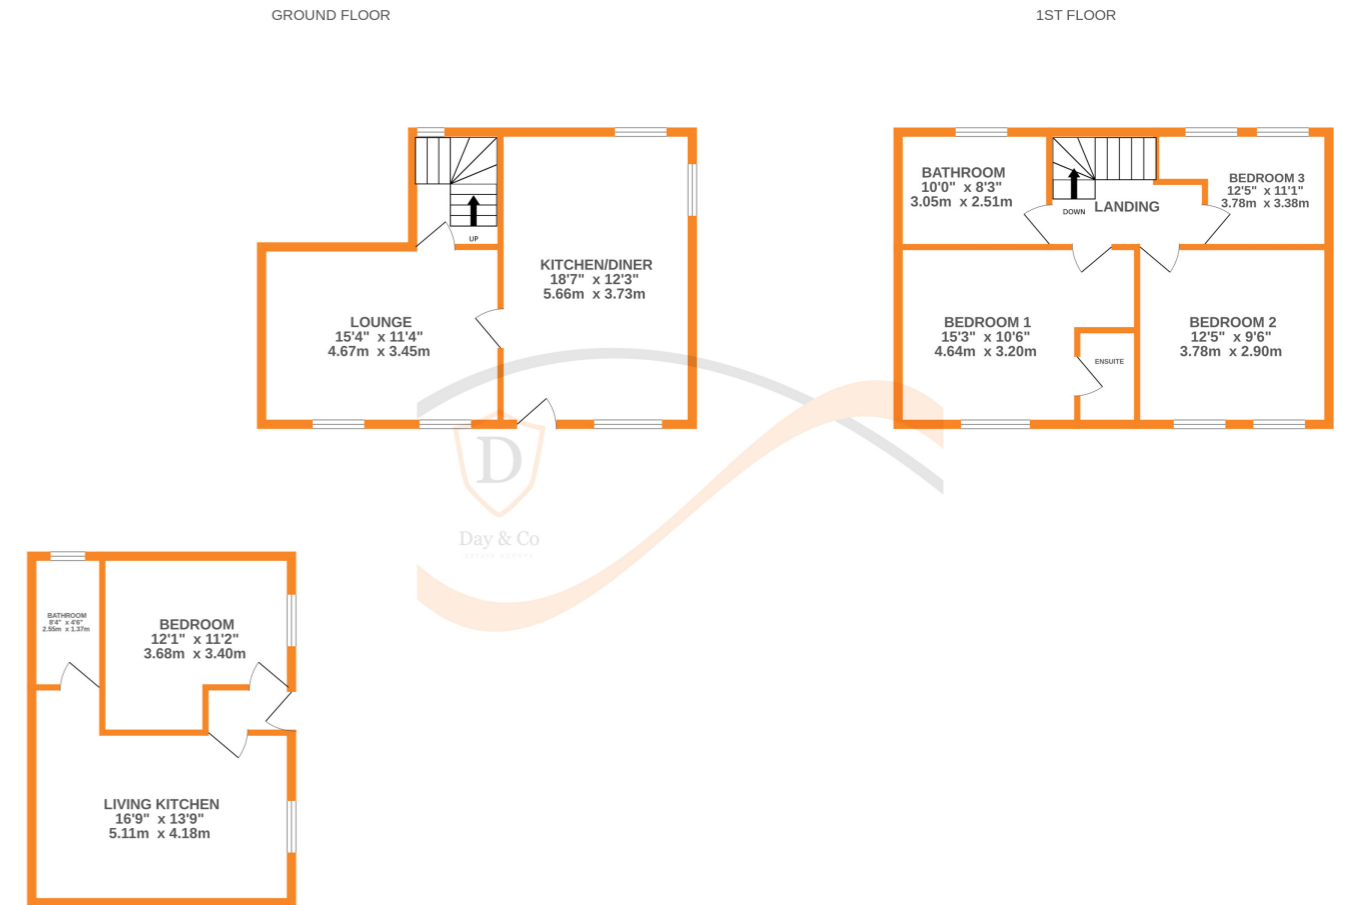 GROUND FLOOR
1ST FLOOR
UP
KITCHEN/DINER
18'7" x 12'3"
5.66m x 3.73m
LOUNGE
15'4" x 11'4"
4.67m x 3.45m
BATHROOM
10'0" x 8'3"
3.05m x 2.51m
DOWN
LANDING
BEDROOM 3
12'5" x 11'1"
3.78m x 3.38m
BEDROOM 1
15'3" x 10'6"
4.64m x 3.20m
ENSUITE
BEDROOM 2
12'5" x 9'6"
3.78m x 2.90m
D
Day & Co
ESTATE AGENTS
BATHROOM
8'4" x 4'6"
2.55m x 1.37m
BEDROOM
12'1" x 11'2"
3.68m x 3.40m
LIVING KITCHEN
16'9" x 13'9"
5.11m x 4.18m